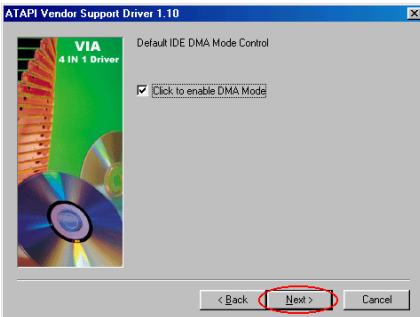 ATAPI Vendor Support Driver 1.10
VIA
4 IN 1 Driver
Default IDE DMA Mode Control
Click to enable DMA Mode
< Back
Next >
Cancel